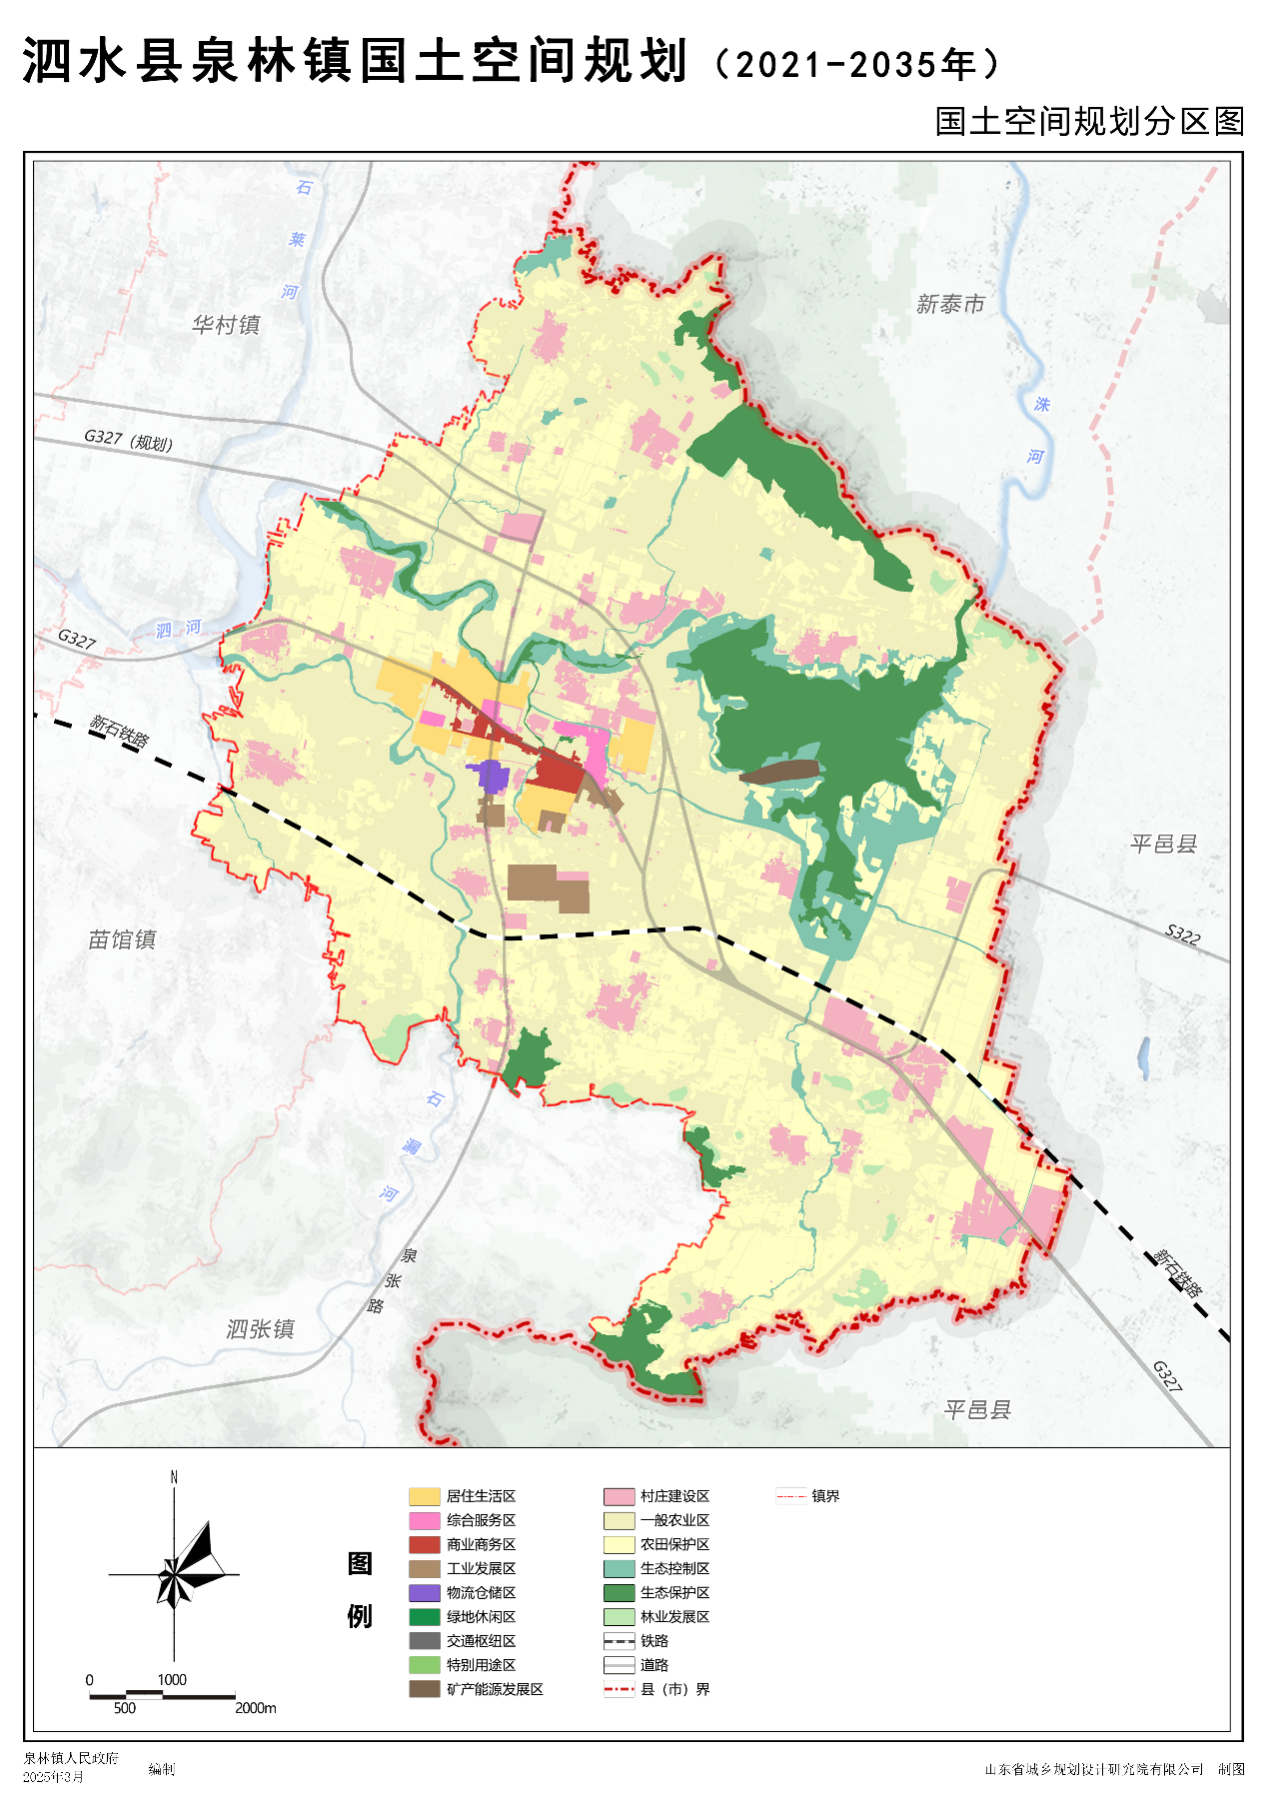 泗水县泉林镇国土空间规划（2021-2035年）
国土空间规划分区图
石莱河
华村镇
新泰市
洙河
G327（规划）
G327
泗河
新石铁路
平邑县
S322
苗馆镇
石漏河
泉张路
泗张镇
新石铁路
G327
平邑县
N
0 1000
500 2000m
图例
居住生活区
综合服务区
商业商务区
工业发展区
物流仓储区
绿地休闲区
交通枢纽区
特别用途区
矿产能源发展区
村庄建设区
一般农业区
农田保护区
生态控制区
生态保护区
林业发展区
铁路
道路
县（市）界
镇界
泉林镇人民政府
2025年3月
编制
山东省城乡规划设计研究院有限公司 制图